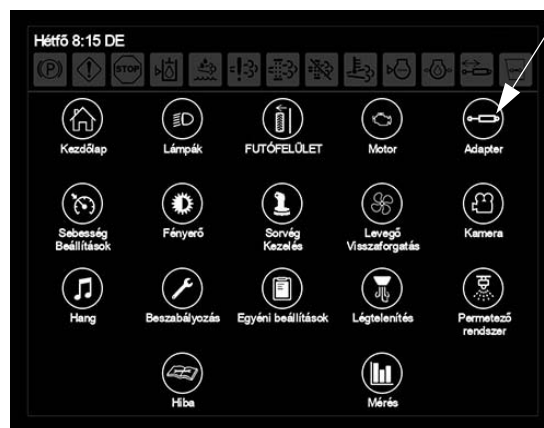 Hétfő 8:15 DE
P
STOP
Kezdőlap
Lámpák
FUTÓFELÜLET
Motor
Adapter
Sebesség
Beállítások
Fényerő
Sorvég
Kezelés
Levegő
Visszaforgatás
Kamera
Hang
Beszabályozás
Egyéni beállítások
Légtelenítés
Permetező
rendszer
Hiba
Mérés